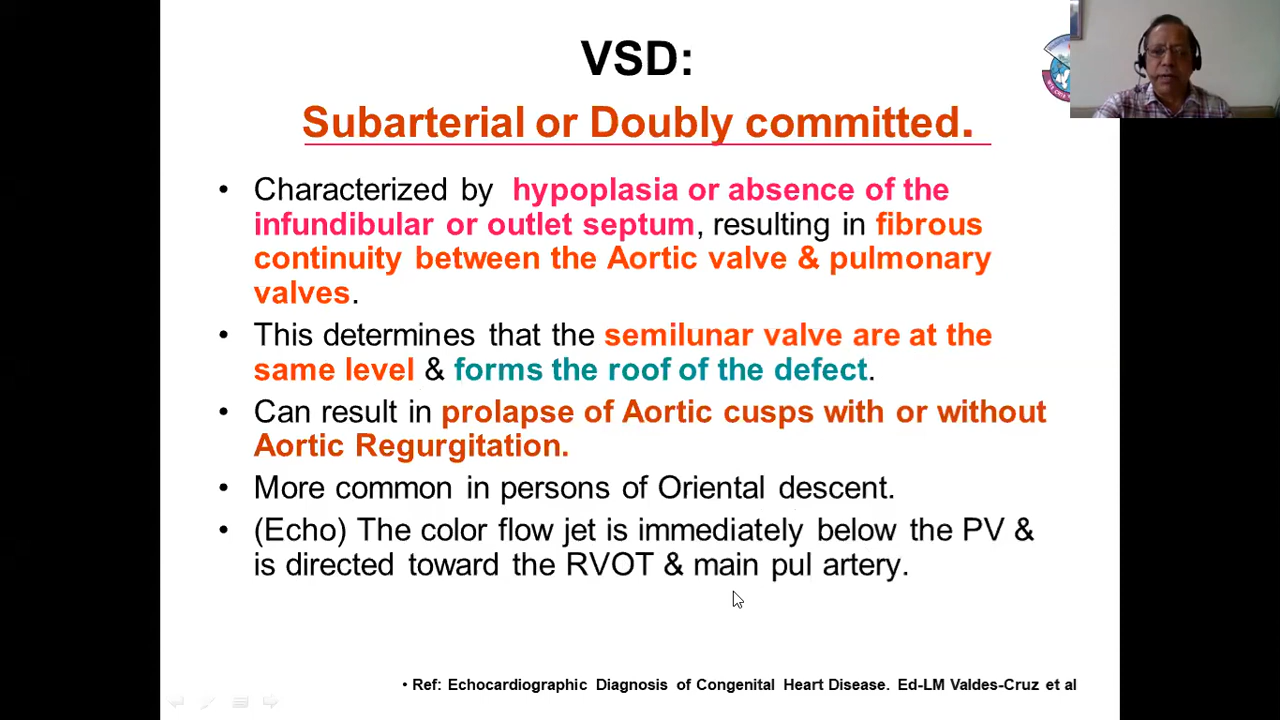 VSD:
Subarterial or Doubly committed.
• Characterized by hypoplasia or absence of the
infundibular or outlet septum, resulting in fibrous
continuity between the Aortic valve & pulmonary
valves.
• This determines that the semilunar valve are at the
same level & forms the roof of the defect.
• Can result in prolapse of Aortic cusps with or without
Aortic Regurgitation.
• More common in persons of Oriental descent.
• (Echo) The color flow jet is immediately below the PV &
is directed toward the RVOT & main pul artery.
• Ref: Echocardiographic Diagnosis of Congenital Heart Disease. Ed-LM Valdes-Cruz et al